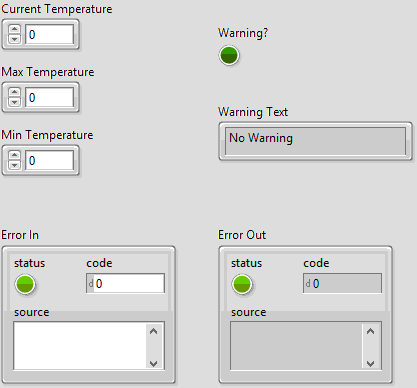 Current Temperature
0
Warning?
Max Temperature
0
Warning Text
No Warning
Min Temperature
0
Error In
status
code
d 0
source
Error Out
status
code
d 0
source